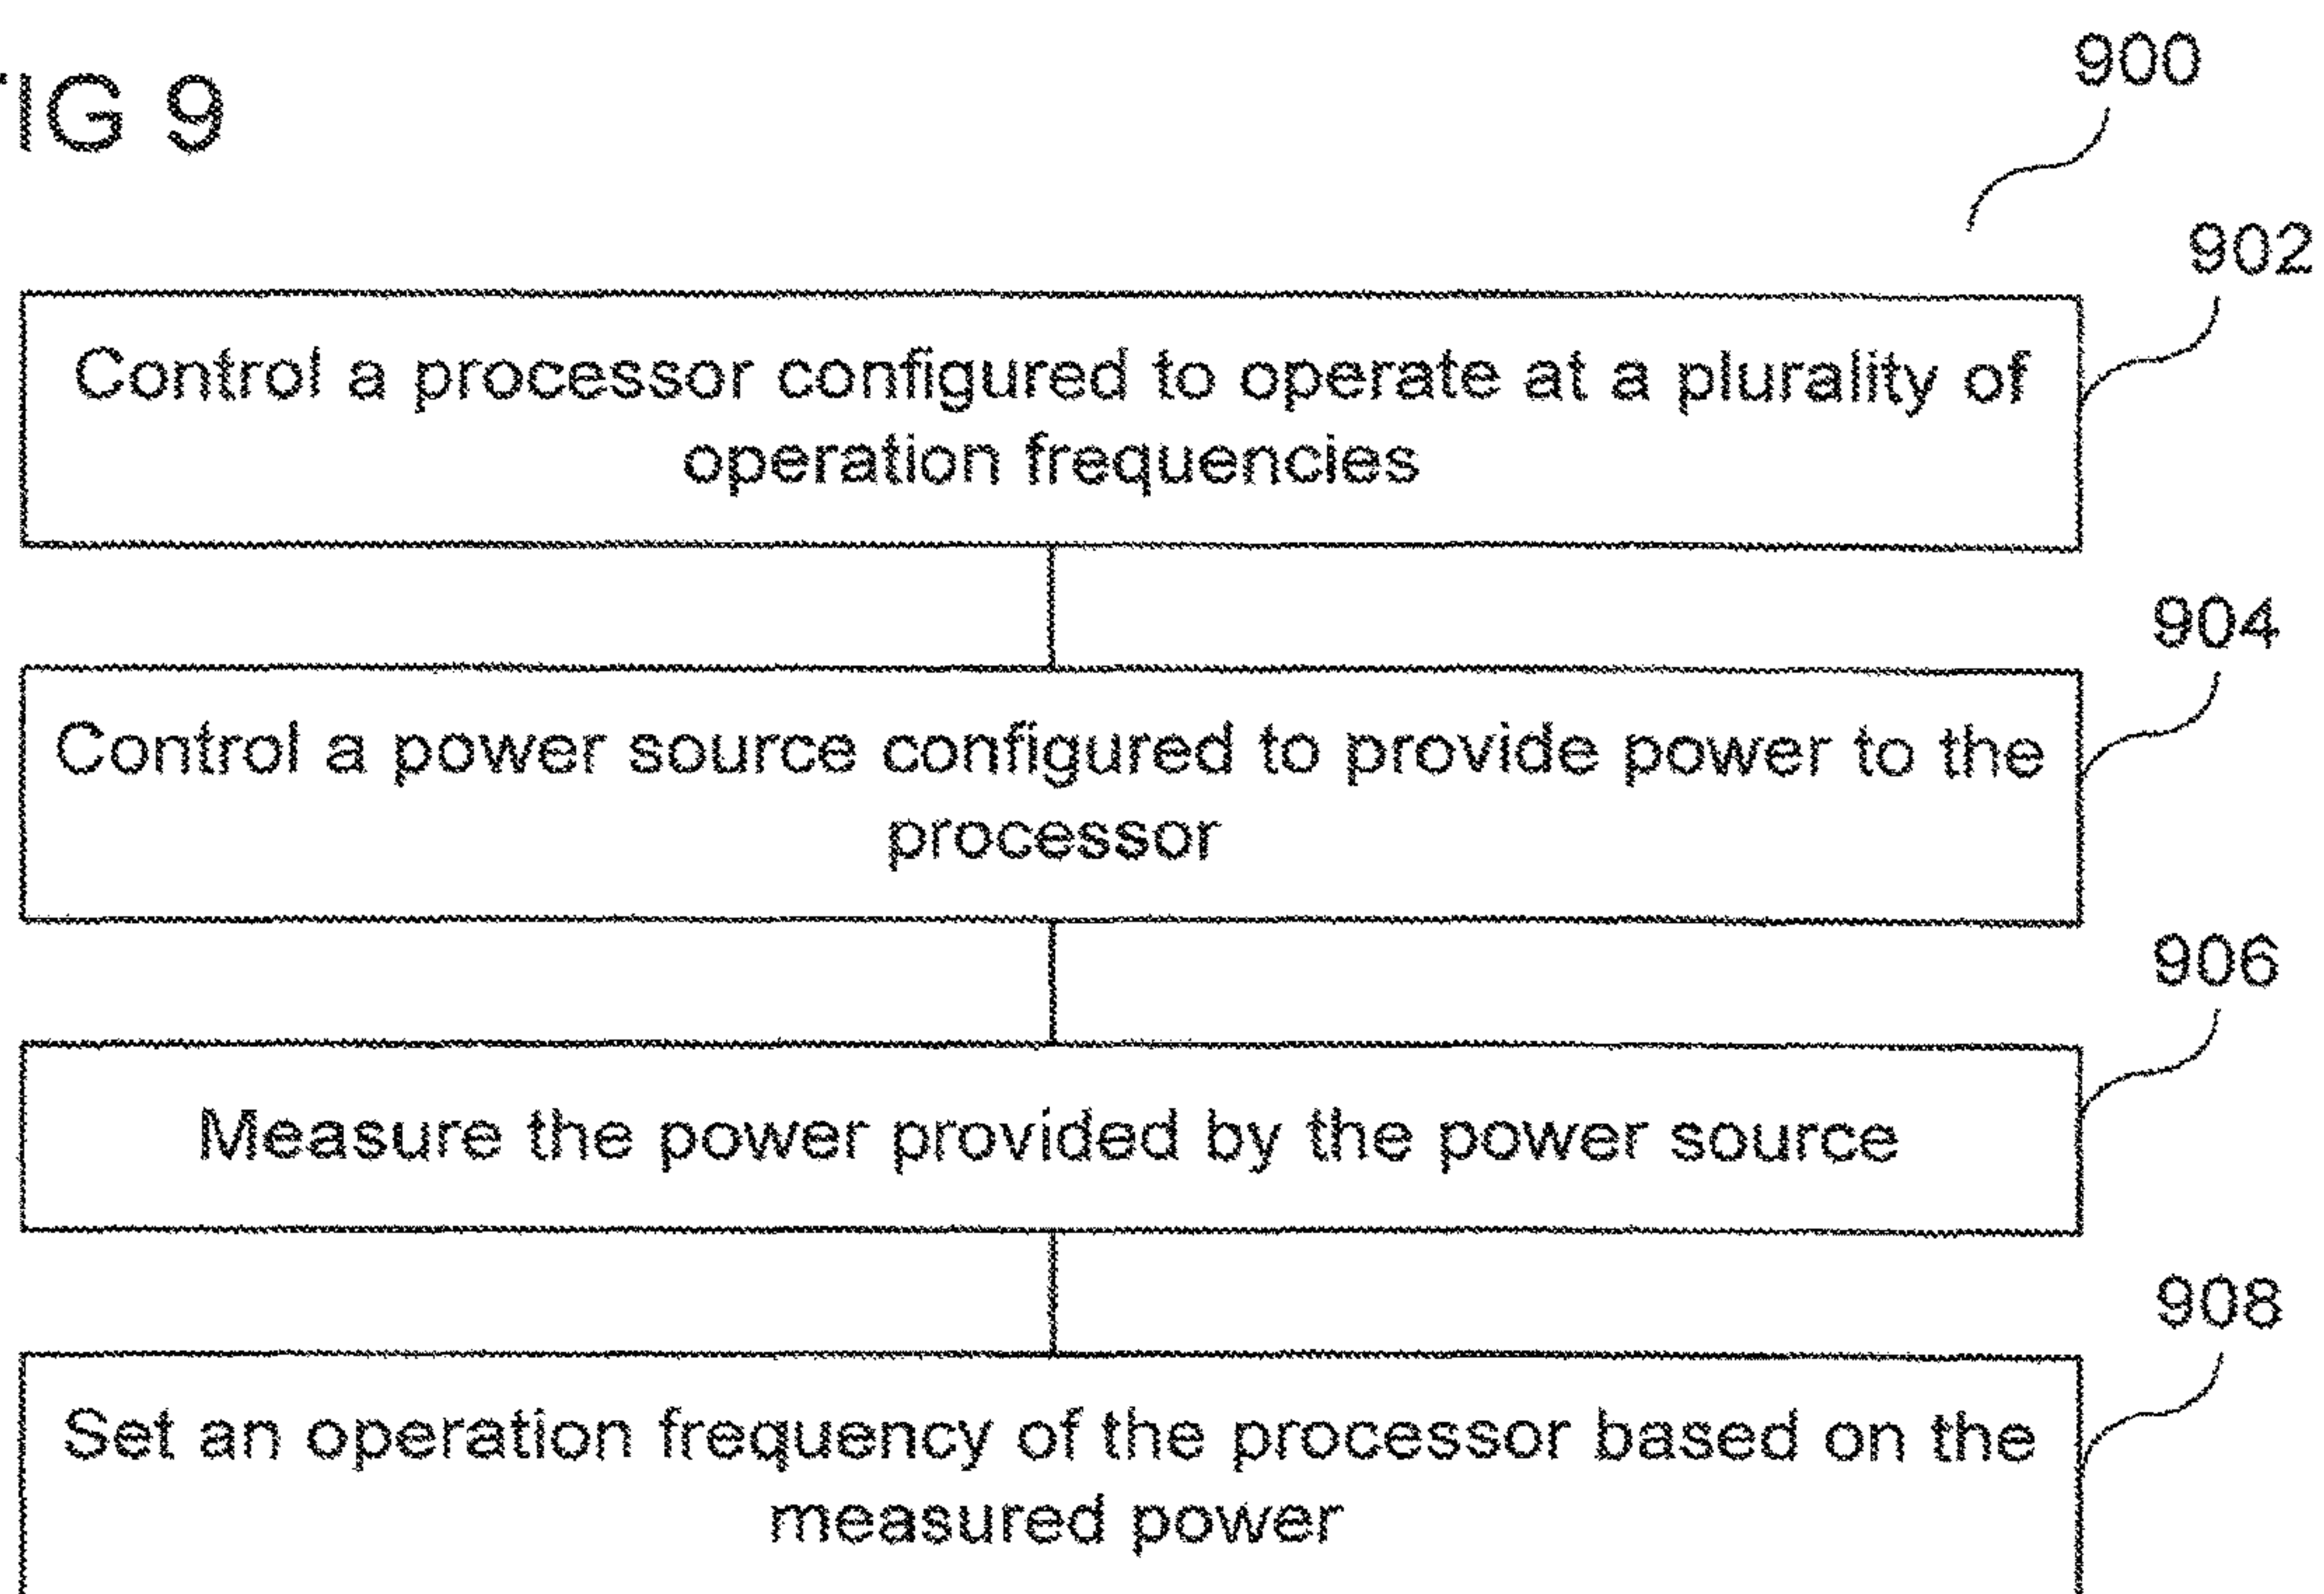 FIG 9
900
902
Control a processor configured to operate at a plurality of
operation frequencies
904
Control a power source configured to provide power to the
processor
906
Measure the power provided by the power source
908
Set an operation frequency of the processor based on the
measured power